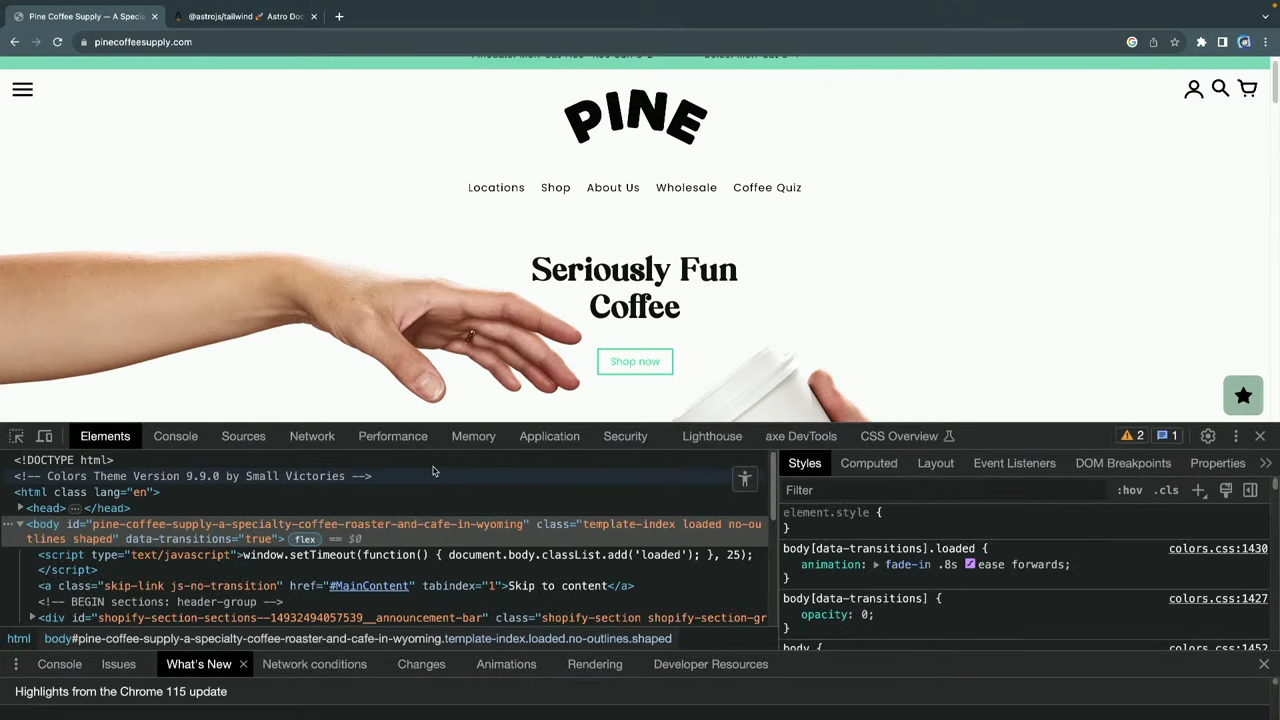 Pine Coffee Supply — A Specia
@astrojs/tailwind 🚀 Astro Doc
pinecoffeesupply.com
PINE
Locations Shop About Us Wholesale Coffee Quiz
Seriously Fun
Coffee
Shop now
Elements Console Sources Network Performance Memory Application Security Lighthouse axe DevTools CSS Overview 2 1
<!DOCTYPE html>
<!-- Colors Theme Version 9.9.0 by Small Victories -->
<html class lang="en">
<head> … </head>
<body id="pine-coffee-supply-a-specialty-coffee-roaster-and-cafe-in-wyoming" class="template-index loaded no-ou
tlines shaped" data-transitions="true"> flex == $0
<script type="text/javascript">window.setTimeout(function() { document.body.classList.add('loaded'); }, 25);
</script>
<a class="skip-link js-no-transition" href="#MainContent" tabindex="1">Skip to content</a>
<!-- BEGIN sections: header-group -->
<div id="shopify-section-sections--14932494057539__announcement-bar" class="shopify-section shopify-section-gr
html body#pine-coffee-supply-a-specialty-coffee-roaster-and-cafe-in-wyoming.template-index.loaded.no-outlines.shaped
Styles Computed Layout Event Listeners DOM Breakpoints Properties
Filter :hov .cls
element.style {
}
body[data-transitions].loaded { colors.css:1430
animation: fade-in .8s ease forwards;
}
body[data-transitions] { colors.css:1427
opacity: 0;
}
body { colors.css:1452
Console Issues What's New Network conditions Changes Animations Rendering Developer Resources
Highlights from the Chrome 115 update